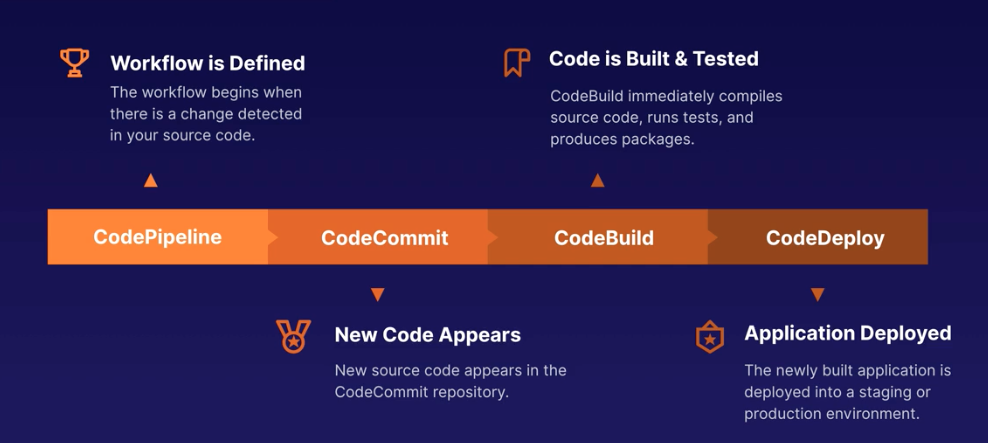 Workflow is Defined
The workflow begins when
there is a change detected
in your source code.
Code is Built & Tested
CodeBuild immediately compiles
source code, runs tests, and
produces packages.
CodePipeline
CodeCommit
CodeBuild
CodeDeploy
New Code Appears
New source code appears in the
CodeCommit repository.
Application Deployed
The newly built application is
deployed into a staging or
production environment.